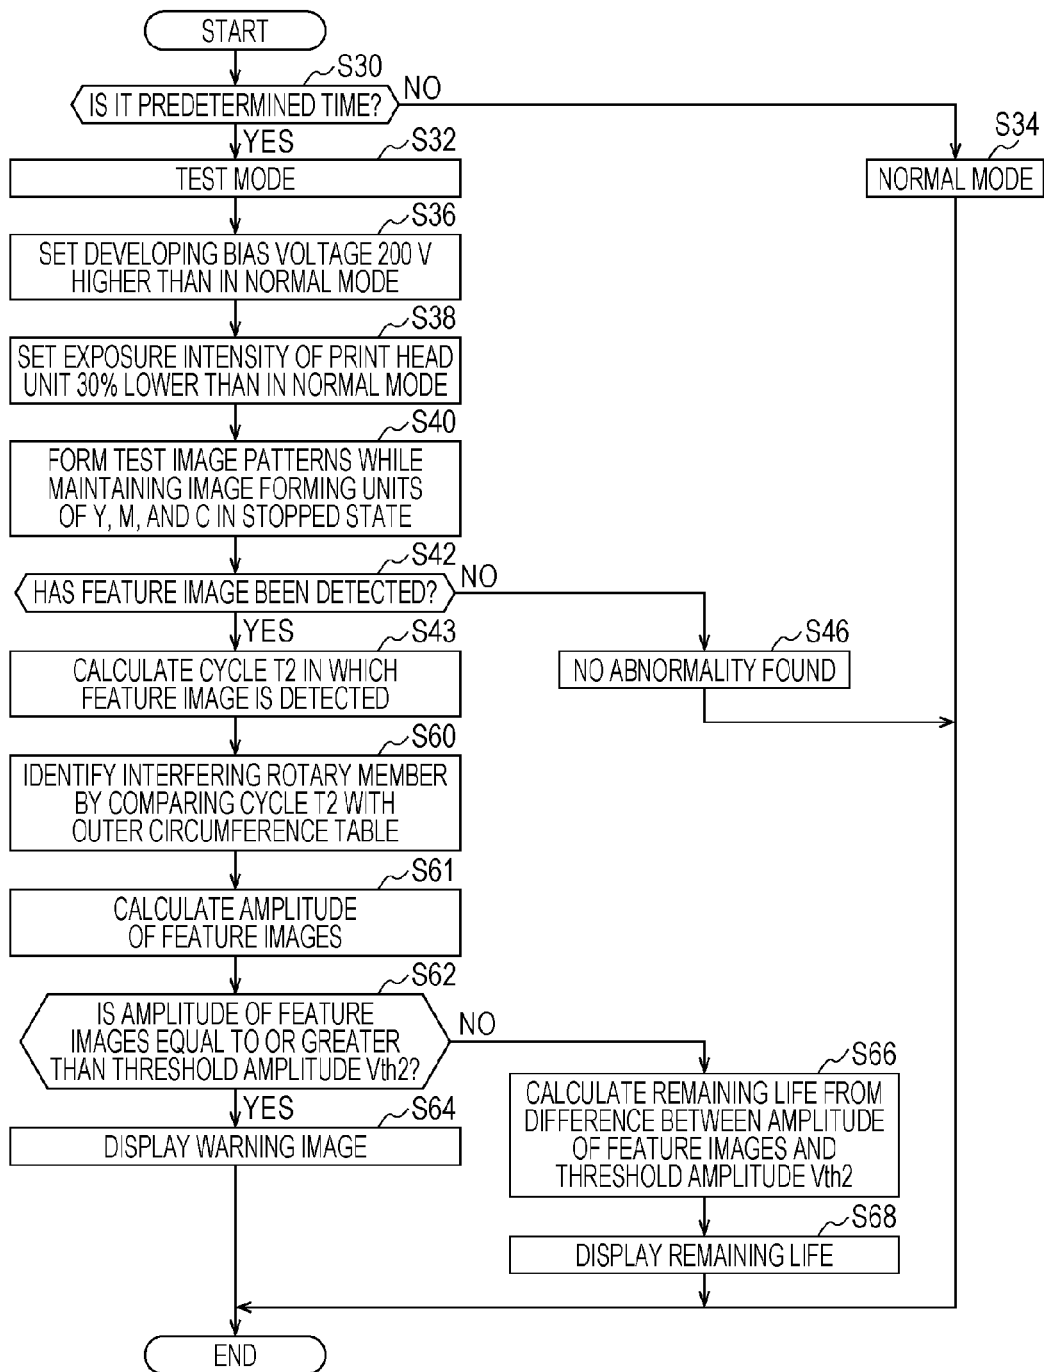 START
S30
IS IT PREDETERMINED TIME?
NO
YES
S32
S34
TEST MODE
NORMAL MODE
S36
SET DEVELOPING BIAS VOLTAGE 200 V
HIGHER THAN IN NORMAL MODE
S38
SET EXPOSURE INTENSITY OF PRINT HEAD
UNIT 30% LOWER THAN IN NORMAL MODE
S40
FORM TEST IMAGE PATTERNS WHILE
MAINTAINING IMAGE FORMING UNITS
OF Y, M, AND C IN STOPPED STATE
S42
HAS FEATURE IMAGE BEEN DETECTED?
NO
YES
S43
S46
CALCULATE CYCLE T2 IN WHICH
FEATURE IMAGE IS DETECTED
NO ABNORMALITY FOUND
S60
IDENTIFY INTERFERING ROTARY MEMBER
BY COMPARING CYCLE T2 WITH
OUTER CIRCUMFERENCE TABLE
S61
CALCULATE AMPLITUDE
OF FEATURE IMAGES
S62
IS AMPLITUDE OF FEATURE
IMAGES EQUAL TO OR GREATER
THAN THRESHOLD AMPLITUDE Vth2?
NO
YES
S64
DISPLAY WARNING IMAGE
S66
CALCULATE REMAINING LIFE FROM
DIFFERENCE BETWEEN AMPLITUDE
OF FEATURE IMAGES AND
THRESHOLD AMPLITUDE Vth2
S68
DISPLAY REMAINING LIFE
END